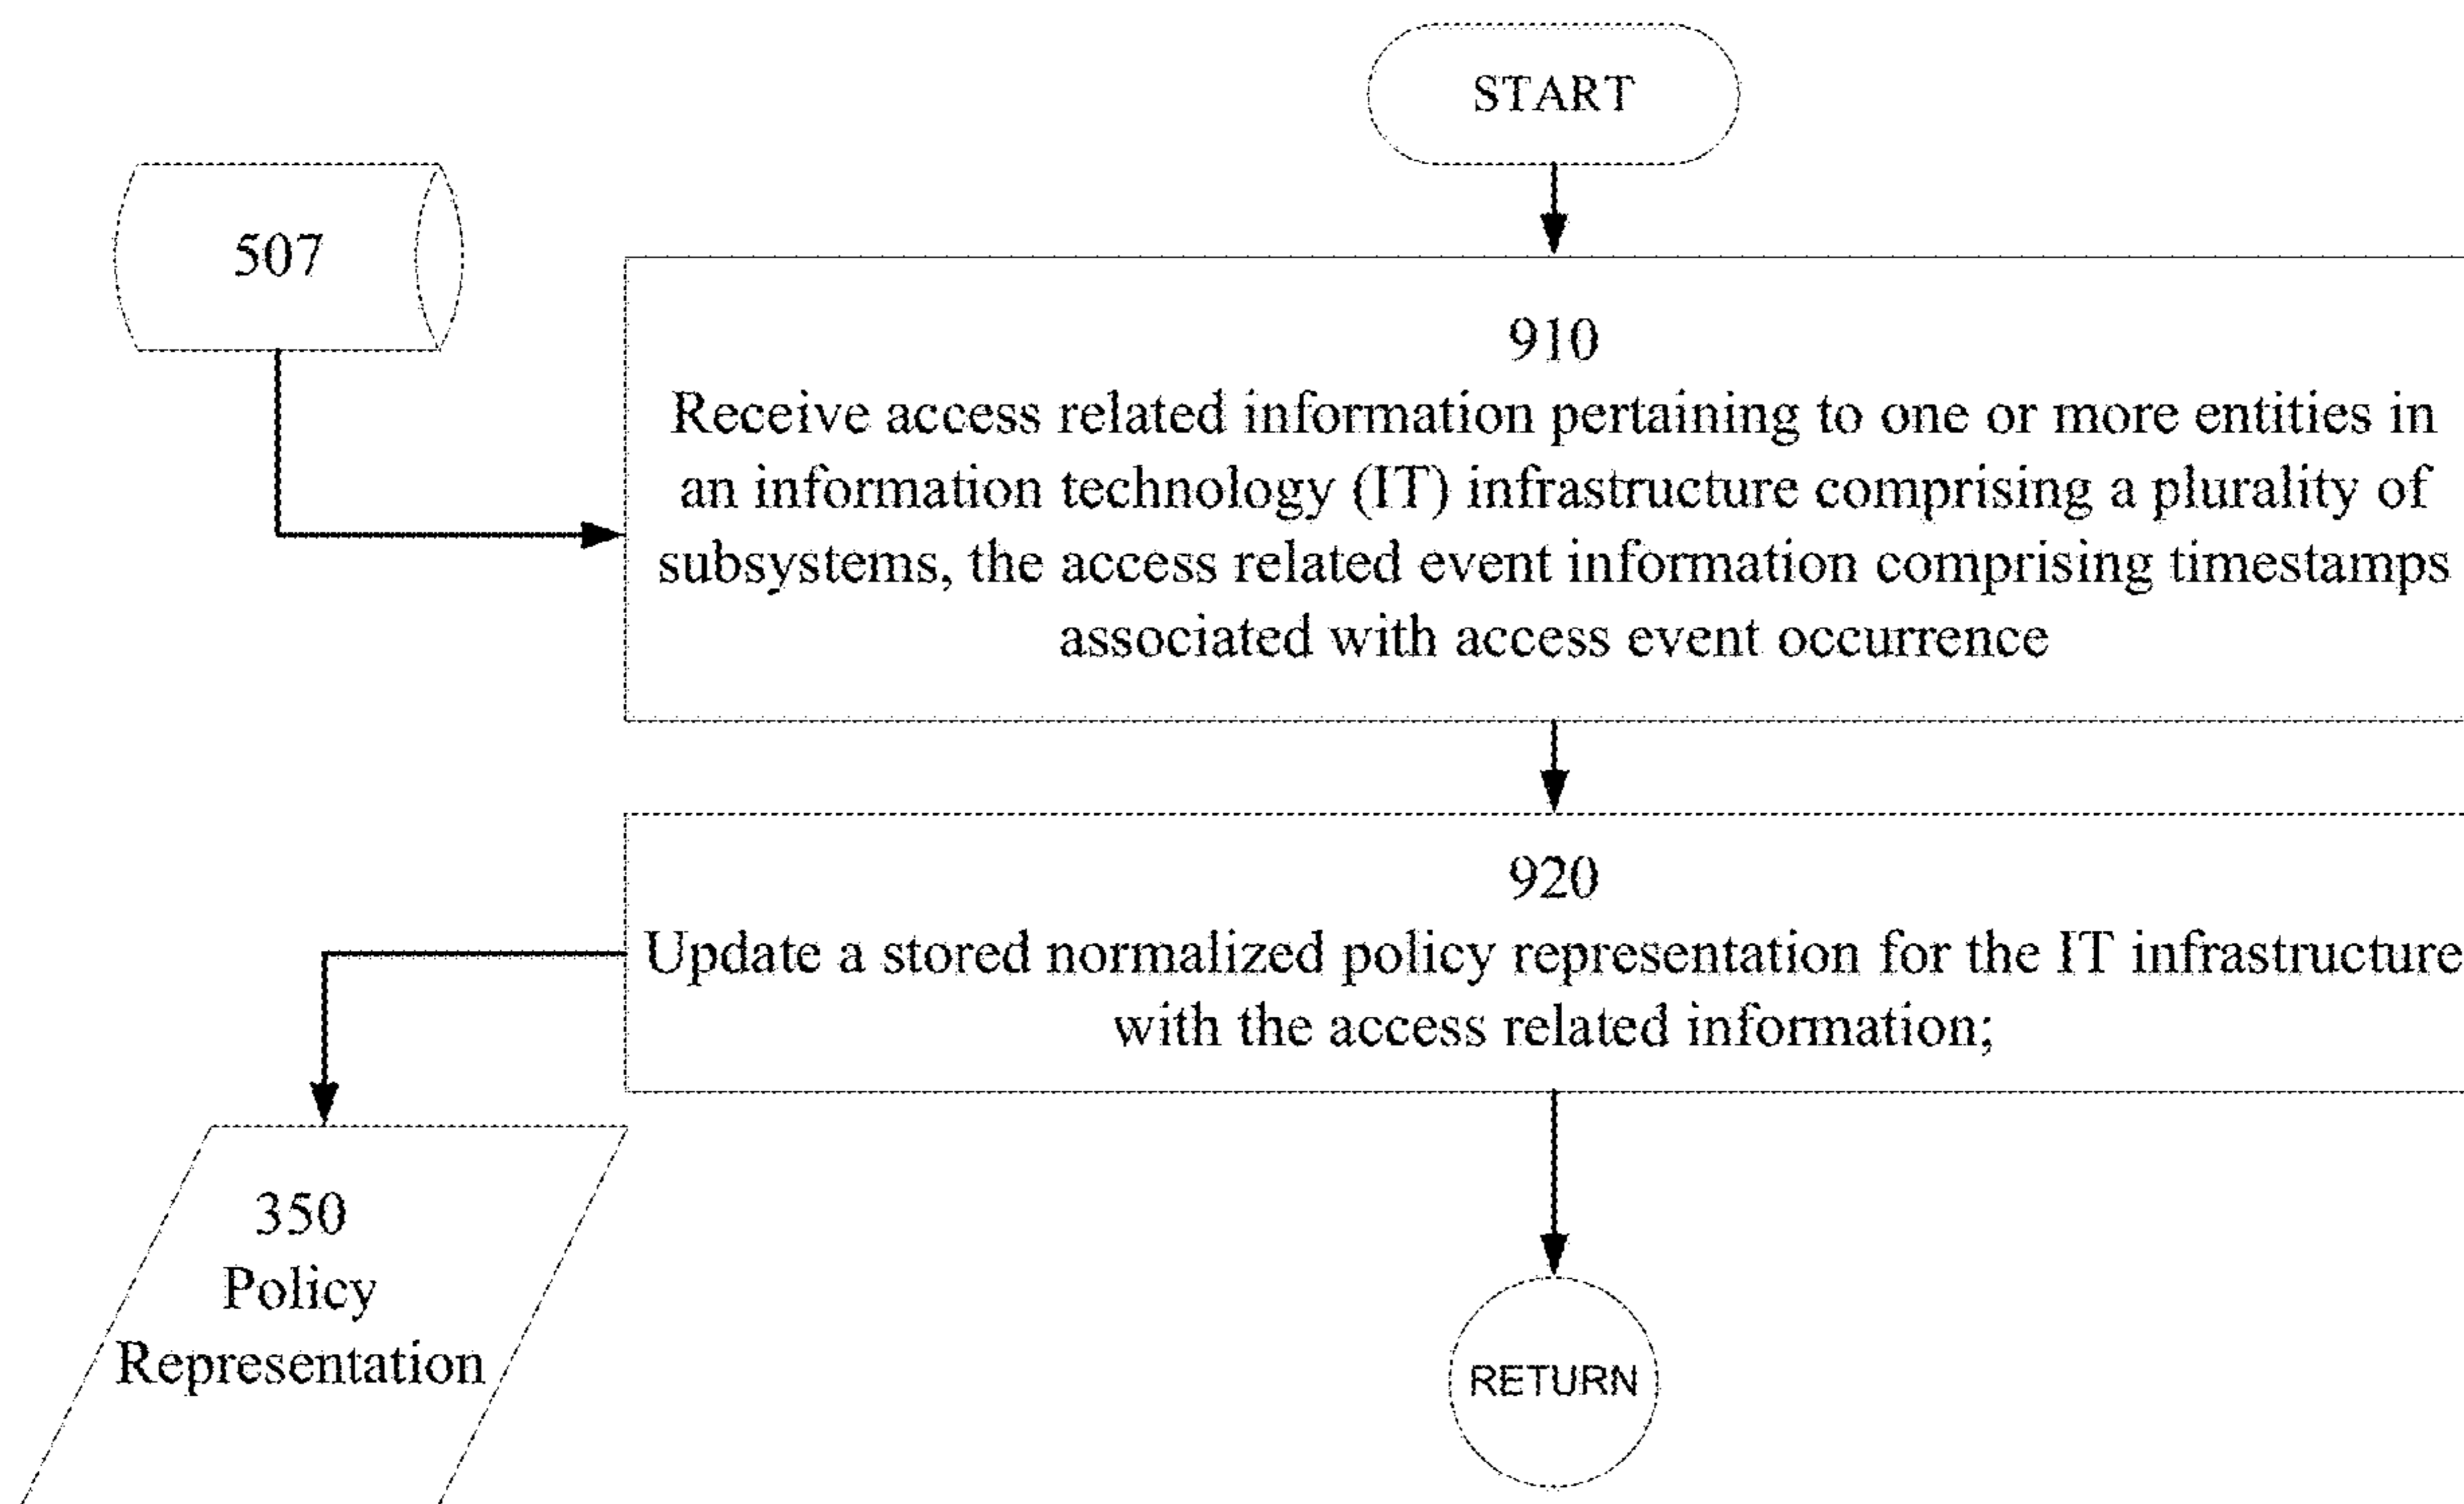 START
507
910
Receive access related information pertaining to one or more entities in
an information technology (IT) infrastructure comprising a plurality of
subsystems, the access related event information comprising timestamps
associated with access event occurrence
920
Update a stored normalized policy representation for the IT infrastructure
with the access related information;
350
Policy
Representation
RETURN